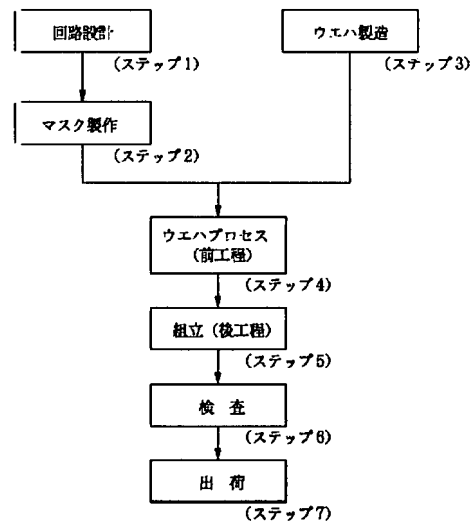 回路設計
(ステップ1)
ウエハ製造
(ステップ3)
マスク製作
(ステップ2)
ウエハプロセス
(前工程)
(ステップ4)
組立(後工程)
(ステップ5)
検 査
(ステップ6)
出 荷
(ステップ7)